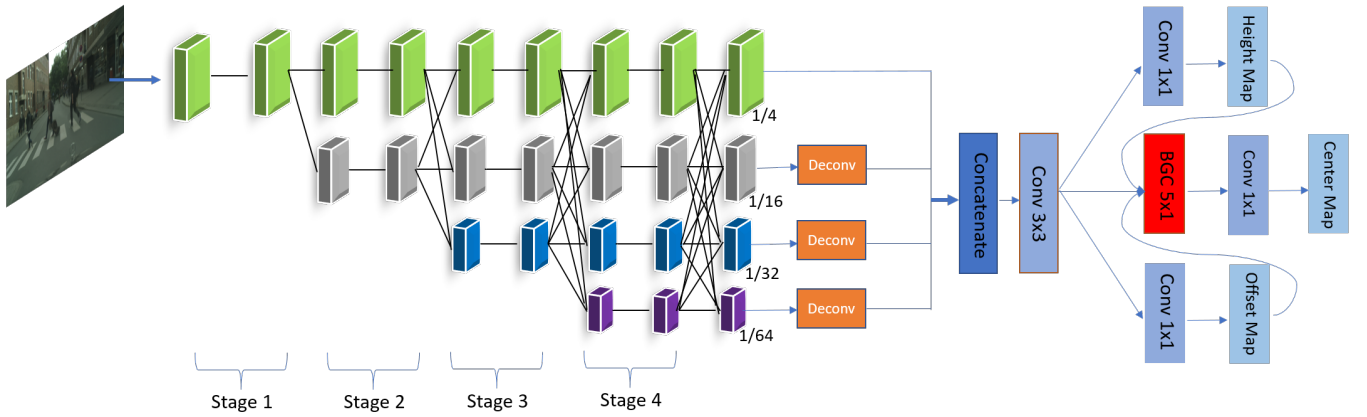 1/4
1/16
1/32
1/64
Deconv
Deconv
Deconv
Concatenate
Conv 3x3
Conv 1x1
Height Map
BGC 5x1
Conv 1x1
Center Map
Conv 1x1
Offset Map
Stage 1
Stage 2
Stage 3
Stage 4